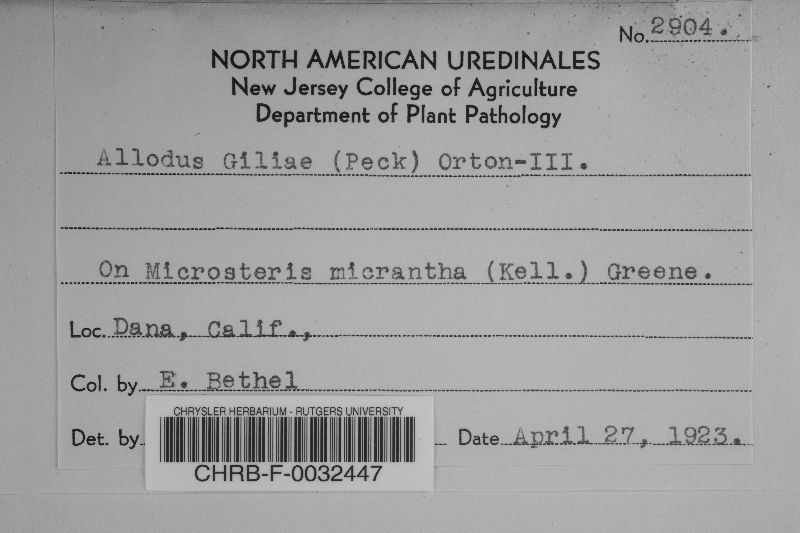 No. 2904.
NORTH AMERICAN UREDINALES
New Jersey College of Agriculture
Department of Plant Pathology
Allodus Giliae (Peck) Orton-III.
On Microsteris micrantha (Kell.) Greene.
Loc. Dana, Calif.,
Col. by E. Bethel
Det. by Date April 27, 1923.
CHRYSLER HERBARIUM - RUTGERS UNIVERSITY
CHRB-F-0032447